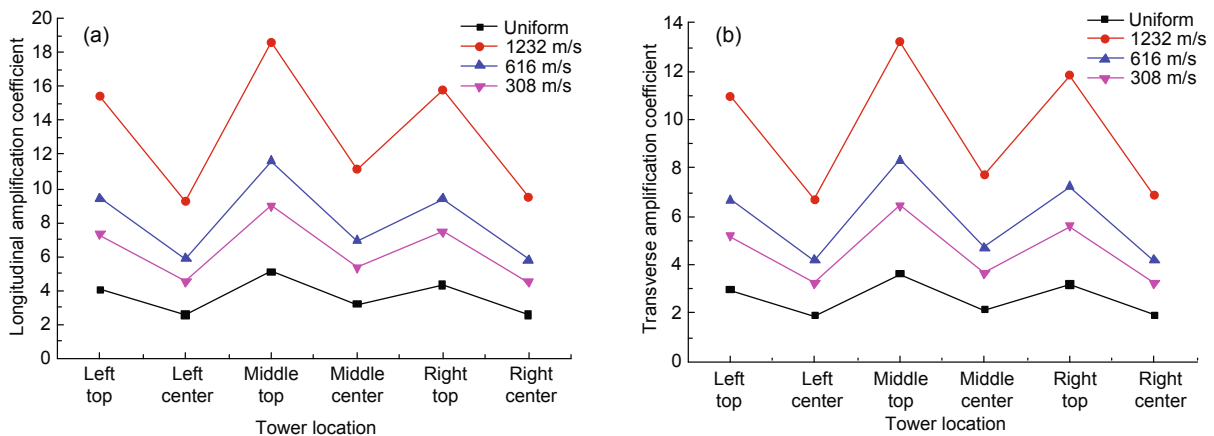 (a)
Uniform
1232 m/s
616 m/s
308 m/s
Longitudinal amplification coefficient
20
18
16
14
12
10
8
6
4
2
0
Left top
Left center
Middle top
Middle center
Right top
Right center
Tower location
(b)
Uniform
1232 m/s
616 m/s
308 m/s
Transverse amplification coefficient
14
12
10
8
6
4
2
0
Left top
Left center
Middle top
Middle center
Right top
Right center
Tower location